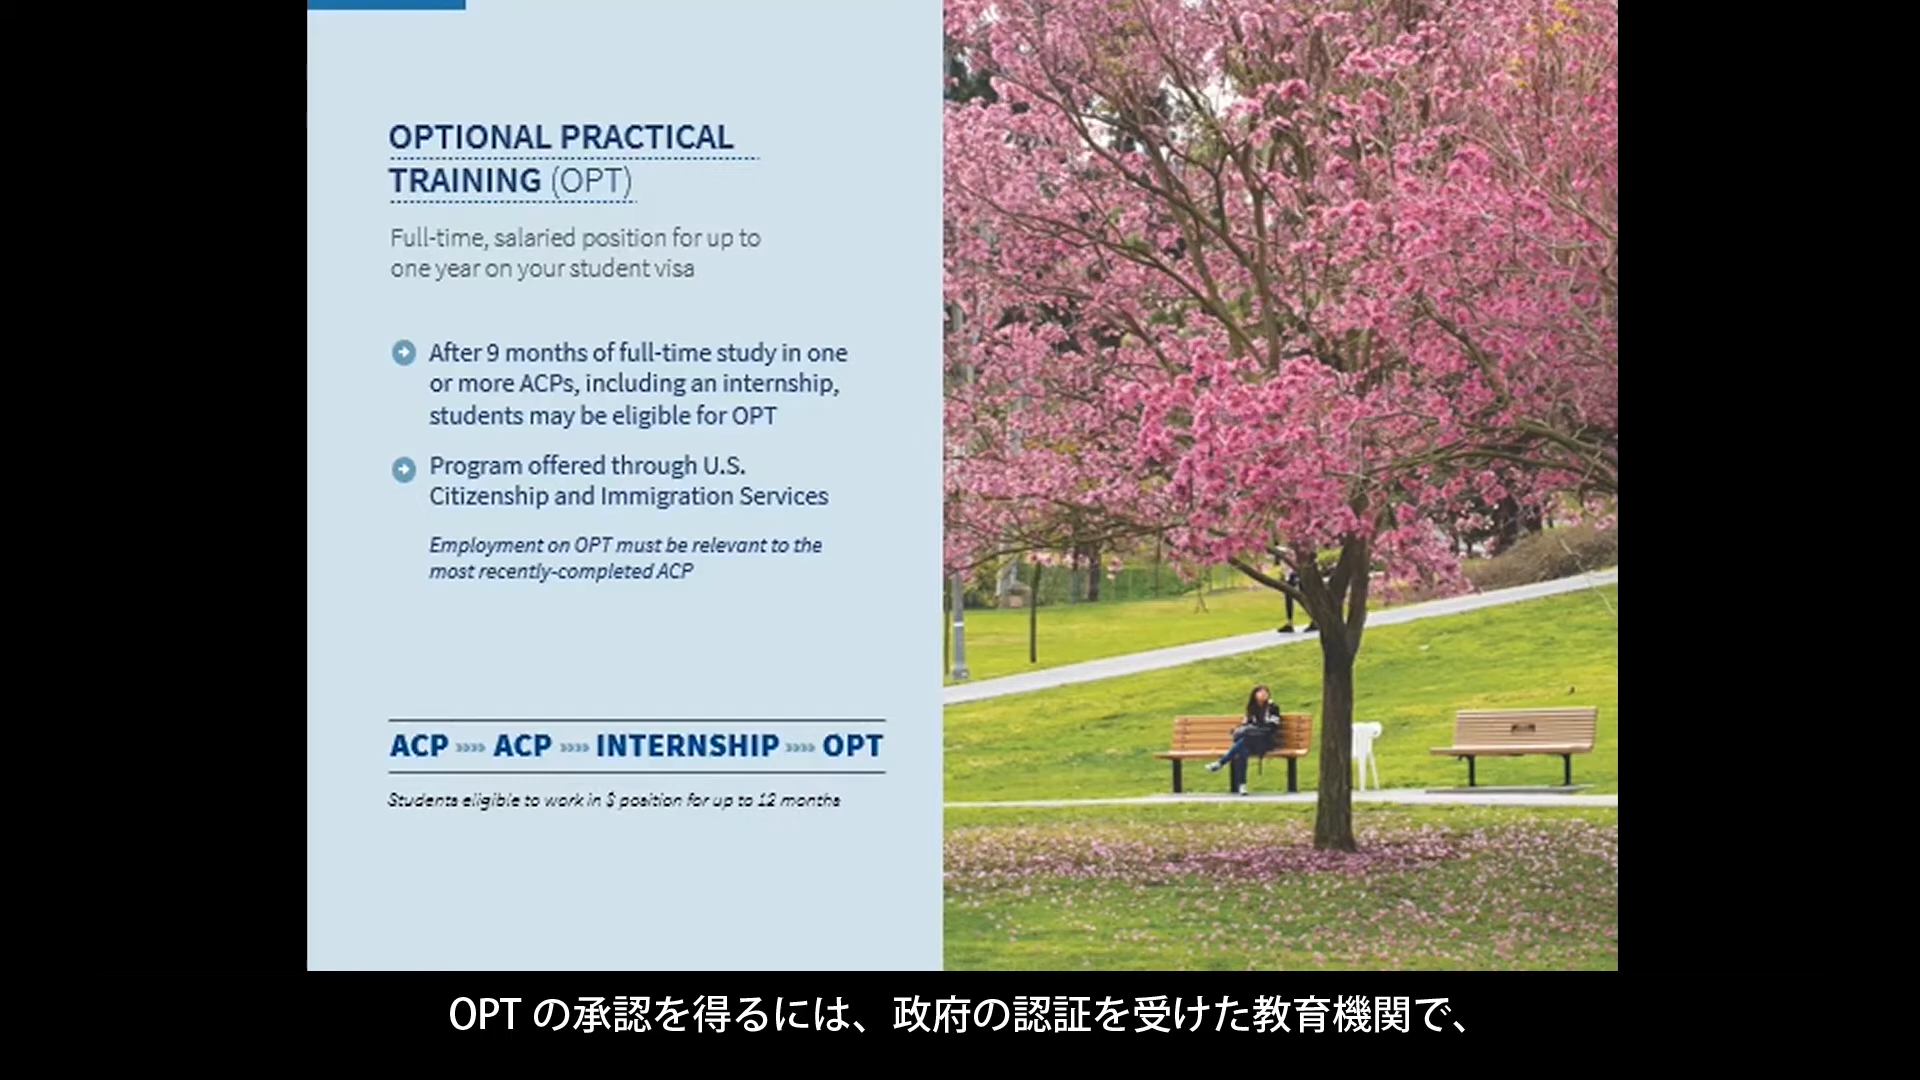 OPTIONAL PRACTICAL
TRAINING (OPT)
Full-time, salaried position for up to
one year on your student visa
After 9 months of full-time study in one
or more ACPs, including an internship,
students may be eligible for OPT
Program offered through U.S.
Citizenship and Immigration Services
Employment on OPT must be relevant to the
most recently-completed ACP
ACP »»» ACP »»» INTERNSHIP »»» OPT
Students eligible to work in $ position for up to 12 months
OPT の承認を得るには、政府の認証を受けた教育機関で、